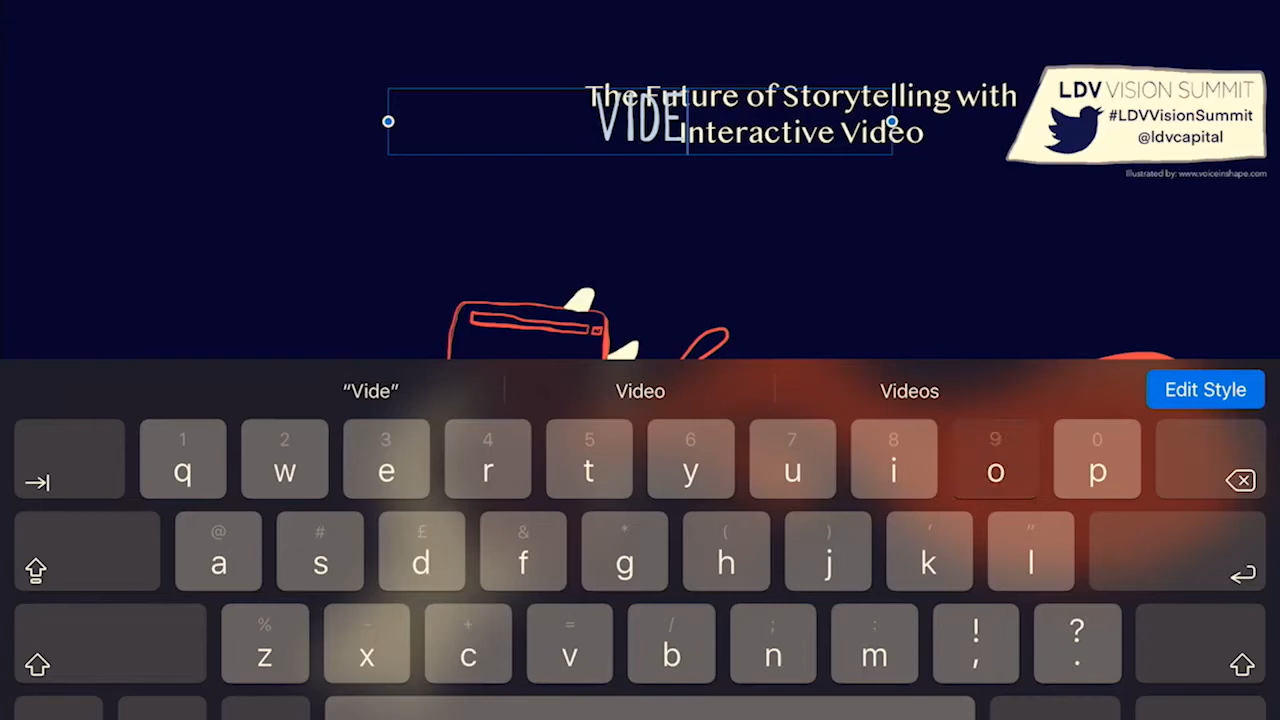 The Future of Storytelling with
Interactive Video
VIDE
LDV VISION SUMMIT
#LDVVisionSummit
@ldvcapital
Illustrated by: www.voiceinshape.com
“Vide” Video Videos Edit Style
1 2 3 4 5 6 7 8 9 0
q w e r t y u i o p
@ # £ & * ( ) ‘ ”
a s d f g h j k l
% - + = / ; : ! ?
z x c v b n m , .